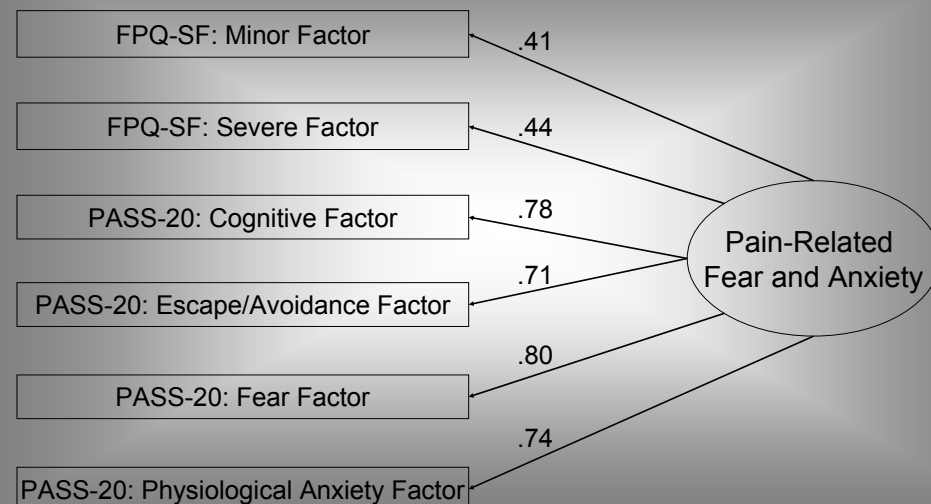 FPQ-SF: Minor Factor
.41
FPQ-SF: Severe Factor
.44
PASS-20: Cognitive Factor
.78
Pain-Related
Fear and Anxiety
.71
PASS-20: Escape/Avoidance Factor
.80
PASS-20: Fear Factor
.74
PASS-20: Physiological Anxiety Factor